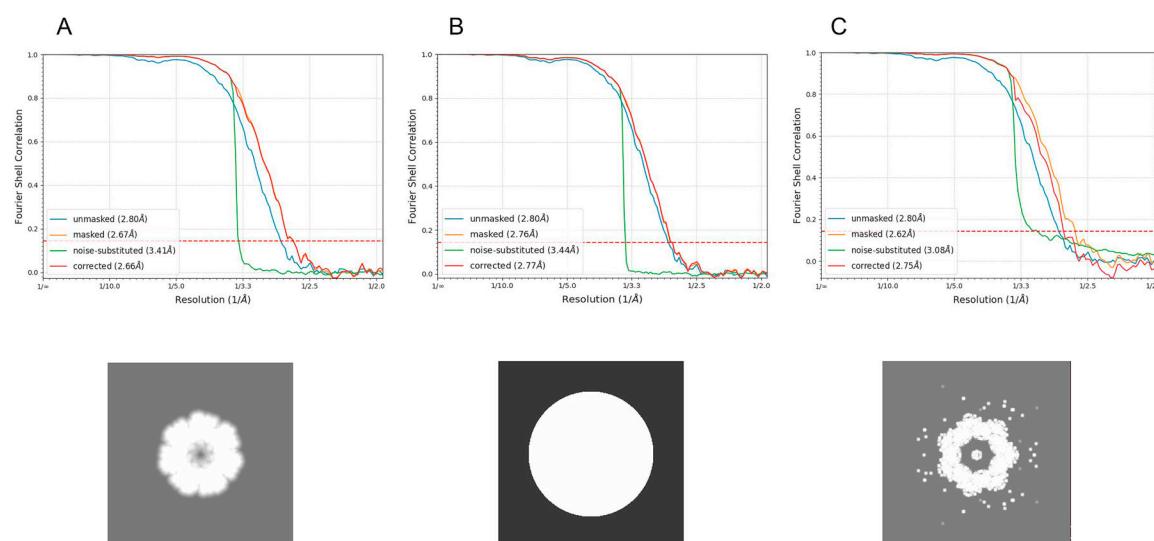 A
1.0
0.8
0.6
0.4
0.2
0.0
Fourier Shell Correlation
unmasked (2.80Å)
masked (2.67Å)
noise-substituted (3.41Å)
corrected (2.66Å)
1/∞
1/10.0
1/5.0
1/3.3
1/2.5
1/2.0
Resolution (1/Å)
B
1.0
0.8
0.6
0.4
0.2
0.0
Fourier Shell Correlation
unmasked (2.80Å)
masked (2.76Å)
noise-substituted (3.44Å)
corrected (2.77Å)
1/∞
1/10.0
1/5.0
1/3.3
1/2.5
1/2.0
Resolution (1/Å)
C
1.0
0.8
0.6
0.4
0.2
0.0
Fourier Shell Correlation
unmasked (2.80Å)
masked (2.62Å)
noise-substituted (3.08Å)
corrected (2.75Å)
1/∞
1/10.0
1/5.0
1/3.3
1/2.5
1/2
Resolution (1/Å)